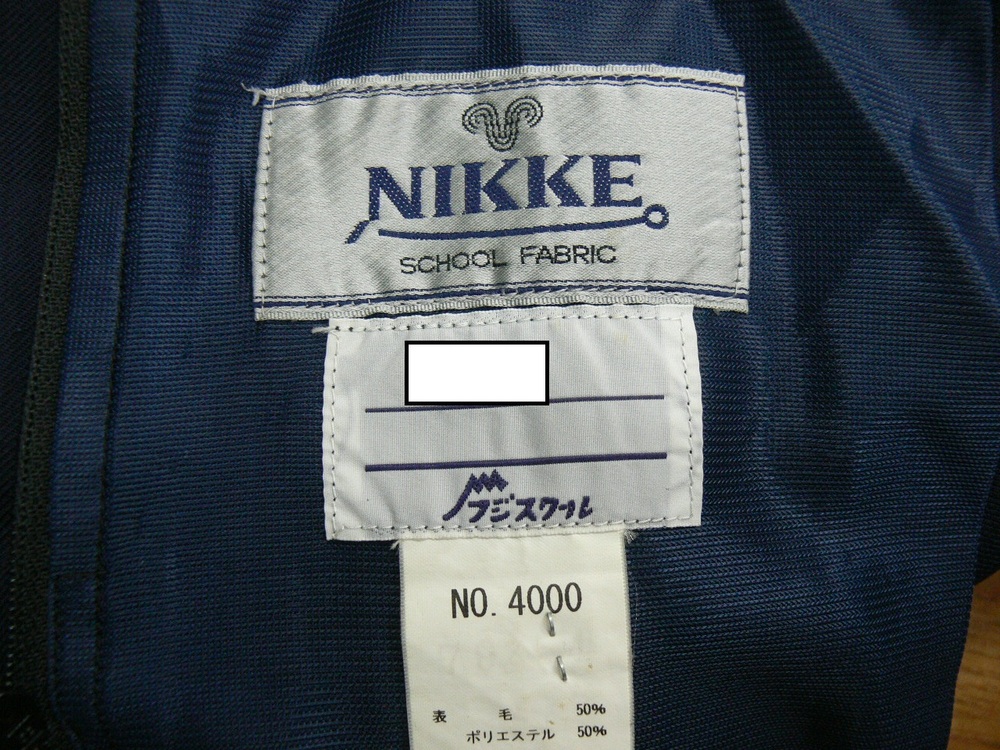 NIKKE
SCHOOL FABRIC
フジスクール
NO. 4000
表 毛 50%
ポリエステル 50%